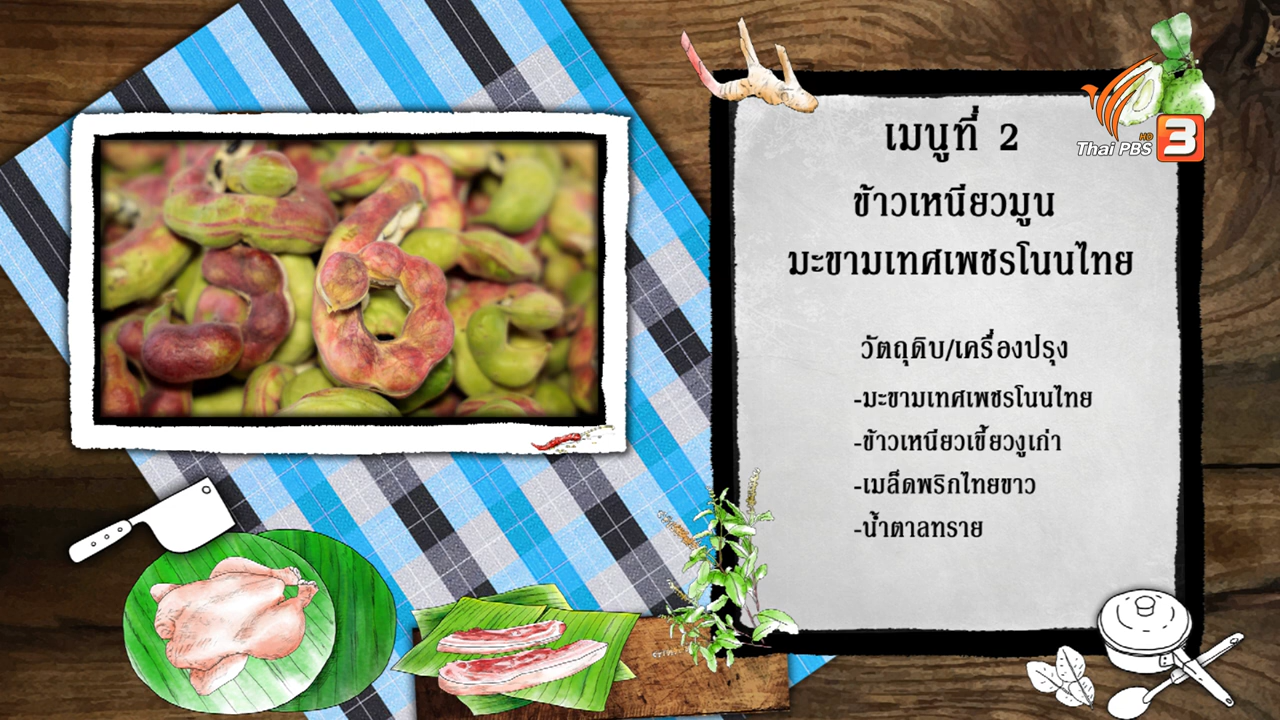 เมนูที่ 2
ข้าวเหนียวมูน
มะขามเทศเพชรโนนไทย
วัตถุดิบ/เครื่องปรุง
-มะขามเทศเพชรโนนไทย
-ข้าวเหนียวเขี้ยวงูเก่า
-เมล็ดพริกไทยขาว
-น้ำตาลทราย
HD
Thai PBS 3